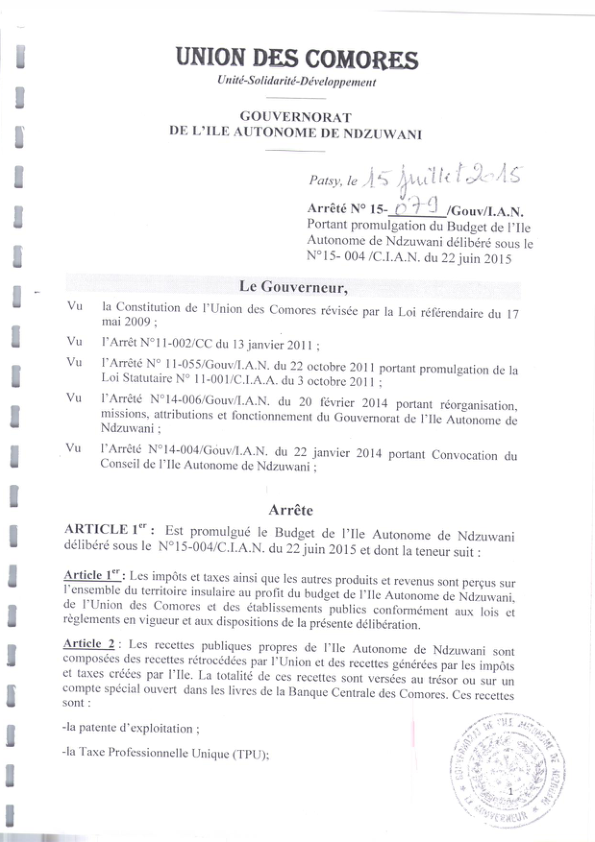 UNION DES COMORES
Unité-Solidarité-Développement
GOUVERNORAT
DE L'ILE AUTONOME DE NDZUWANI
Patsy, le 15 juillet 2015
Arrêté N° 15- 079 /Gouv/I.A.N.
Portant promulgation du Budget de l'Ile
Autonome de Ndzuwani délibéré sous le
N°15- 004 /C.I.A.N. du 22 juin 2015
Le Gouverneur,
Vu la Constitution de l'Union des Comores révisée par la Loi référendaire du 17
mai 2009 ;
Vu l'Arrêt N°11-002/CC du 13 janvier 2011 ;
Vu l'Arrêté N° 11-055/Gouv/I.A.N. du 22 octobre 2011 portant promulgation de la
Loi Statutaire N° 11-001/C.I.A.A. du 3 octobre 2011 ;
Vu l'Arrêté N°14-006/Gouv/I.A.N. du 20 février 2014 portant réorganisation,
missions, attributions et fonctionnement du Gouvernorat de l'Ile Autonome de
Ndzuwani ;
Vu l'Arrêté N°14-004/Gouv/I.A.N. du 22 janvier 2014 portant Convocation du
Conseil de l'Ile Autonome de Ndzuwani ;
Arrête
ARTICLE 1er : Est promulgué le Budget de l'Ile Autonome de Ndzuwani
délibéré sous le N°15-004/C.I.A.N. du 22 juin 2015 et dont la teneur suit :
Article 1er : Les impôts et taxes ainsi que les autres produits et revenus sont perçus sur
l'ensemble du territoire insulaire au profit du budget de l'Ile Autonome de Ndzuwani,
de l'Union des Comores et des établissements publics conformément aux lois et
règlements en vigueur et aux dispositions de la présente délibération.
Article 2 : Les recettes publiques propres de l'Ile Autonome de Ndzuwani sont
composées des recettes rétrocédées par l'Union et des recettes générées par les impôts
et taxes créées par l'Ile. La totalité de ces recettes sont versées au trésor ou sur un
compte spécial ouvert dans les livres de la Banque Centrale des Comores. Ces recettes
sont :
-la patente d'exploitation ;
-la Taxe Professionnelle Unique (TPU);
GOUVERNORAT DE L'ILE AUTONOME DE NDZUWANI
LE GOUVERNEUR
1